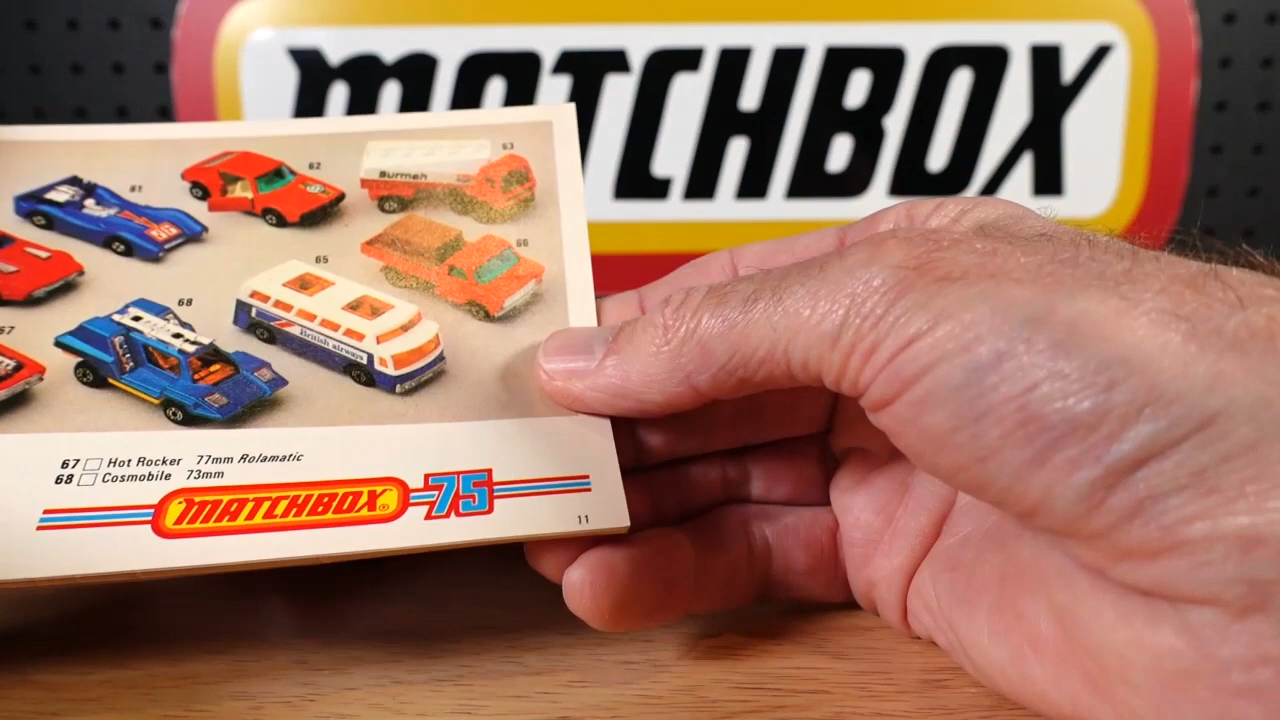 MATCHBOX
61
62
63
Burmah
65
66
68
67
British airways
67 Hot Rocker 77mm Rolamatic
68 Cosmobile 73mm
MATCHBOX®
75
11